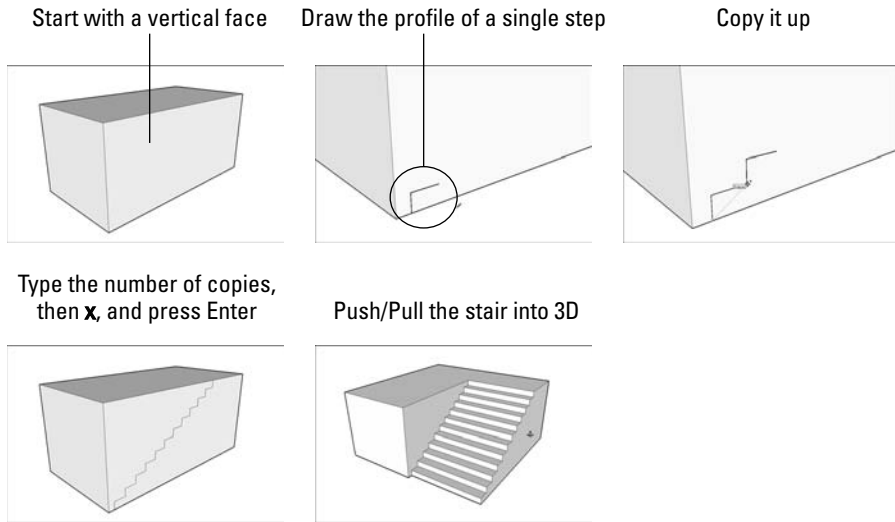 Start with a vertical face
Draw the profile of a single step
Copy it up
Type the number of copies,
then x, and press Enter
Push/Pull the stair into 3D